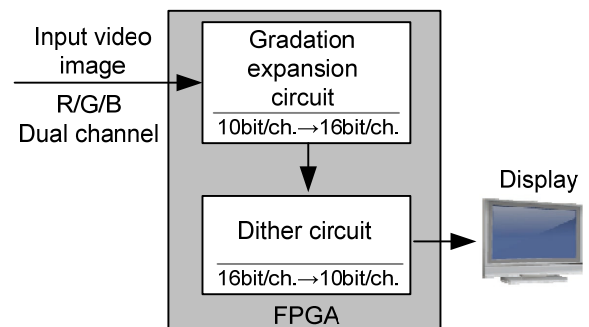 Input video
image
R/G/B
Dual channel
Gradation
expansion
circuit
10bit/ch.→16bit/ch.
Dither circuit
16bit/ch.→10bit/ch.
FPGA
Display